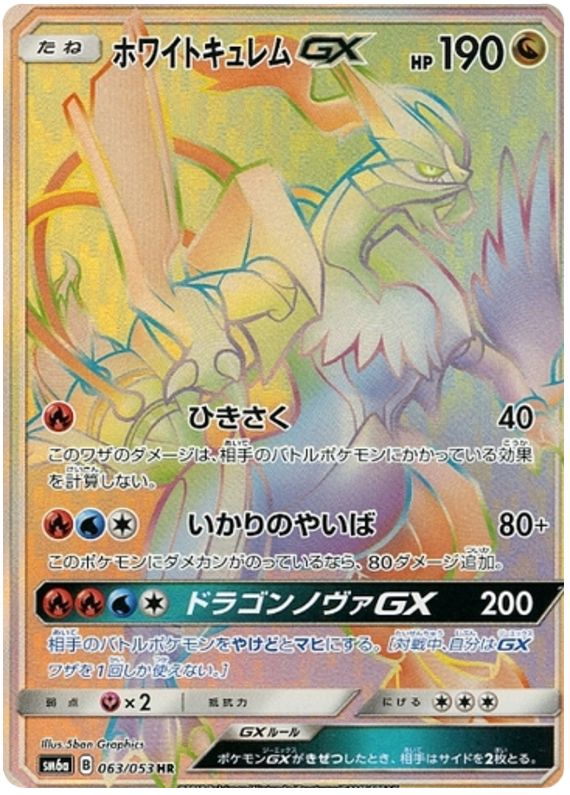 たね ホワイトキュレムGX HP 190
ひきさく 40
このワザのダメージは、相手のバトルポケモンにかかっている効果
を計算しない。
いかりのやいば 80+
このポケモンにダメカンがのっているなら、80ダメージ追加。
ドラゴンノヴァGX 200
相手のバトルポケモンをやけどとマヒにする。[対戦中、自分はGX
ワザを1回しか使えない。]
弱点 ×2 抵抗力 にげる
Illus. 5ban Graphics
GXルール
sm6a B 063/053 HR
ポケモンGXがきぜつしたとき、相手はサイドを2枚とる。